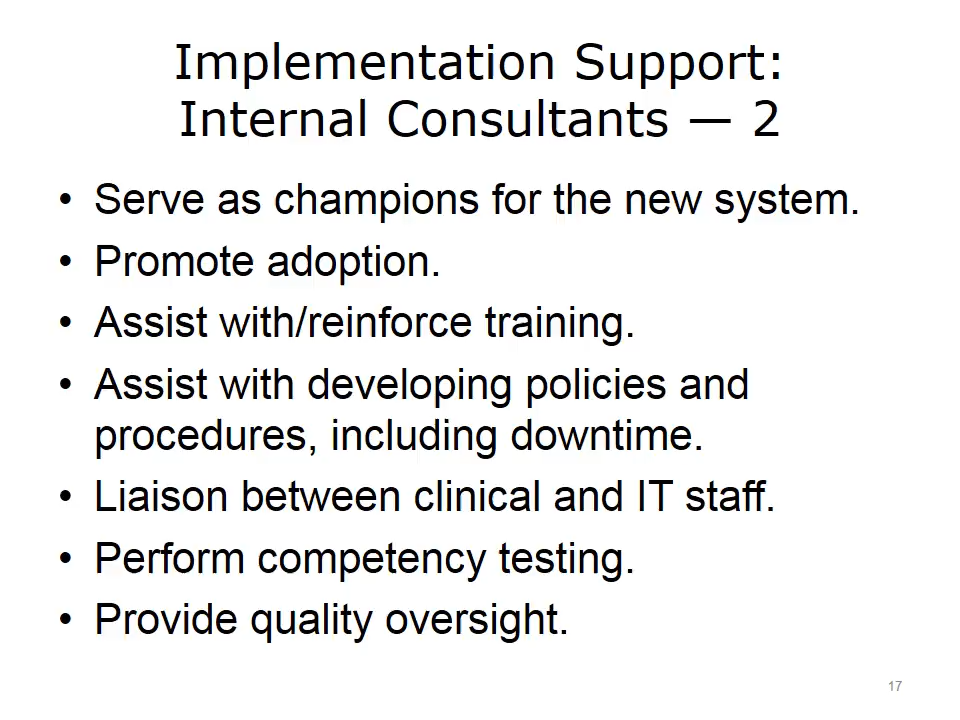 Implementation Support:
Internal Consultants — 2
• Serve as champions for the new system.
• Promote adoption.
• Assist with/reinforce training.
• Assist with developing policies and
procedures, including downtime.
• Liaison between clinical and IT staff.
• Perform competency testing.
• Provide quality oversight.
17